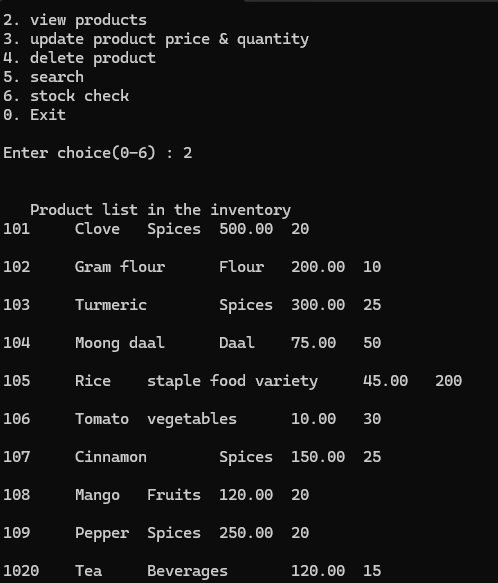 2. view products
3. update product price & quantity
4. delete product
5. search
6. stock check
0. Exit
Enter choice(0-6) : 2
Product list in the inventory
101 Clove Spices 500.00 20
102 Gram flour Flour 200.00 10
103 Turmeric Spices 300.00 25
104 Moong daal Daal 75.00 50
105 Rice staple food variety 45.00 200
106 Tomato vegetables 10.00 30
107 Cinnamon Spices 150.00 25
108 Mango Fruits 120.00 20
109 Pepper Spices 250.00 20
1020 Tea Beverages 120.00 15